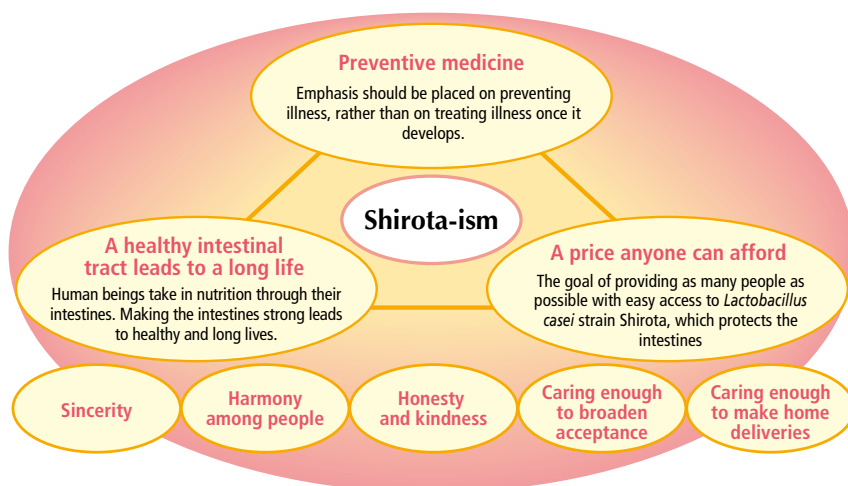 Preventive medicine
Emphasis should be placed on preventing
illness, rather than on treating illness once it
develops.
Shirota-ism
A healthy intestinal
tract leads to a long life
Human beings take in nutrition through their
intestines. Making the intestines strong leads
to healthy and long lives.
A price anyone can afford
The goal of providing as many people as
possible with easy access to Lactobacillus
casei strain Shirota, which protects the
intestines
Sincerity
Harmony
among people
Honesty
and kindness
Caring enough
to broaden
acceptance
Caring enough
to make home
deliveries